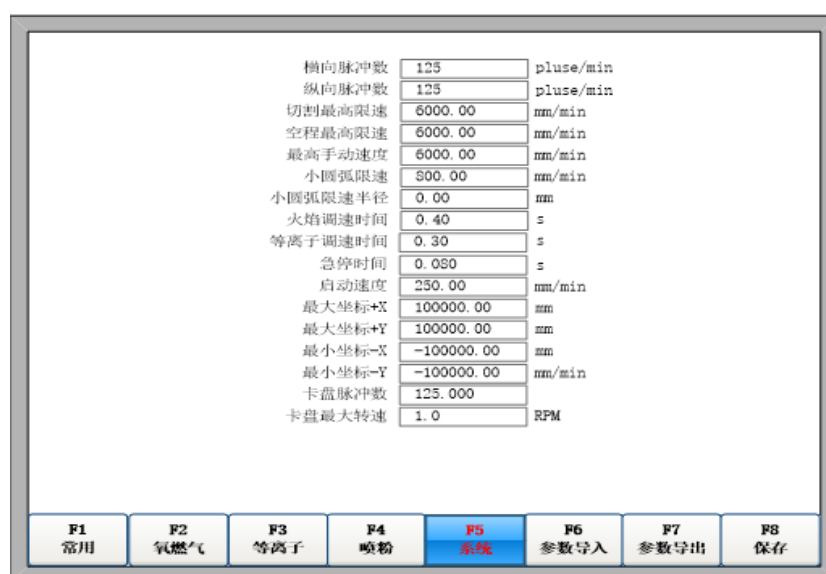 横向脉冲数 125 pluse/min
纵向脉冲数 125 pluse/min
切割最高限速 6000.00 mm/min
空程最高限速 6000.00 mm/min
最高手动速度 6000.00 mm/min
小圆弧限速 800.00 mm/min
小圆弧限速半径 0.00 mm
火焰调速时间 0.40 s
等离子调速时间 0.30 s
急停时间 0.080 s
启动速度 250.00 mm/min
最大坐标+X 100000.00 mm
最大坐标+Y 100000.00 mm
最小坐标-X -100000.00 mm
最小坐标-Y -100000.00 mm/min
卡盘脉冲数 125.000
卡盘最大转速 1.0 RPM
F1 F2 F3 F4 F5 F6 F7 F8
常用 氧燃气 等离子 喷粉 系统 参数导入 参数导出 保存